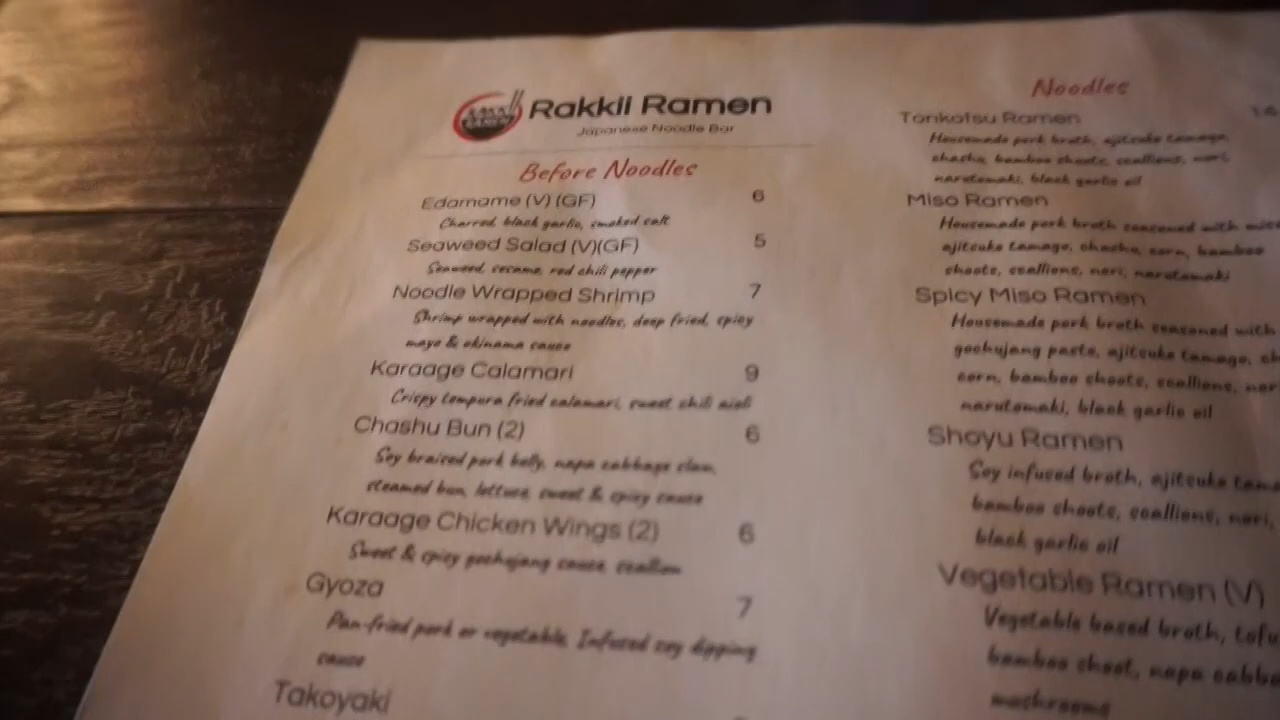 Rakkii Ramen
Japanese Noodle Bar
Before Noodles
Edamame (V) (GF) 6
Charred, black garlic, smoked salt
Seaweed Salad (V)(GF) 5
Seaweed, sesame, red chili pepper
Noodle Wrapped Shrimp 7
Shrimp wrapped with noodles, deep fried, spicy
mayo & okinama sauce
Karaage Calamari 9
Crispy tempura fried calamari, sweet chili aioli
Chashu Bun (2) 6
Soy braised pork belly, napa cabbage slaw,
steamed bun, lettuce, sweet & spicy sauce
Karaage Chicken Wings (2) 6
Sweet & spicy gochujang sauce, scallion
Gyoza 7
Pan-fried pork or vegetable, Infused soy dipping
sauce
Takoyaki
Noodles
Tonkotsu Ramen
Housemade pork broth, ajitsuke tamago,
chashu, bamboo shoots, scallions, nori,
narutomaki, black garlic oil
Miso Ramen
Housemade pork broth seasoned with
ajitsuke tamago, chashu, corn, bamboo
shoots, scallions, nori, narutomaki
Spicy Miso Ramen
Housemade pork broth seasoned with
gochujang paste, ajitsuke tamago,
corn, bamboo shoots, scallions,
narutomaki, black garlic oil
Shoyu Ramen
Soy infused broth, ajitsuke
bamboo shoots, scallions, nori,
black garlic oil
Vegetable Ramen (V)
Vegetable based broth,
bamboo shoot, napa
mushrooms